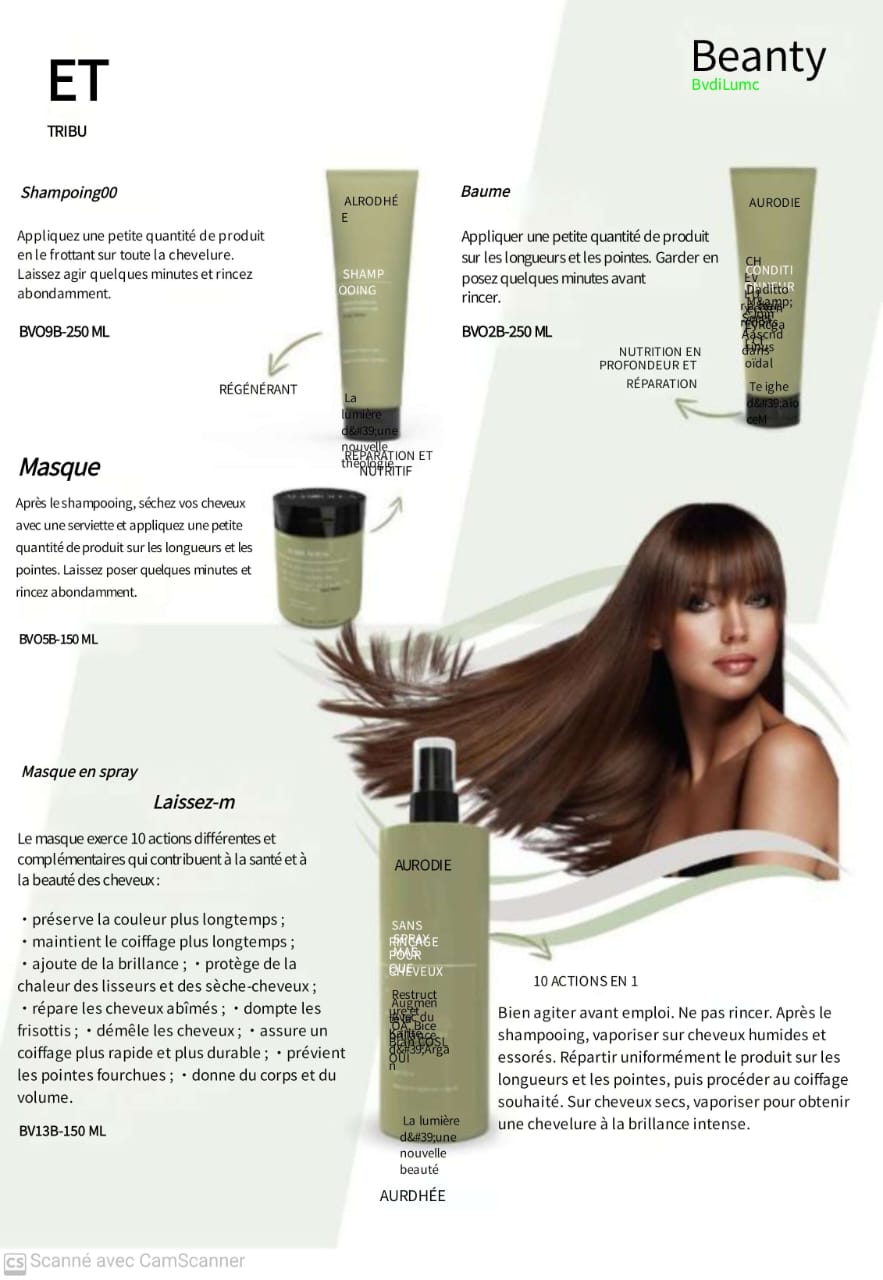 ET
TRIBU
Beanty
BvdiLumc
Shampoing00
Appliquez une petite quantité de produit
en le frottant sur toute la chevelure.
Laissez agir quelques minutes et rincez
abondamment.
BVO9B-250 ML
RÉGÉNÉRANT
ALRODHÉ
E
SHAMP
OOING
La
lumière
d&#39;une
nouvelle
théologie
Baume
Appliquer une petite quantité de produit
sur les longueurs et les pointes. Garder en
posez quelques minutes avant
rincer.
BVO2B-250 ML
NUTRITION EN
PROFONDEUR ET
RÉPARATION
AURODIE
CH
EV
CONDITI
ONNEUR
dans
oïdal
Te ighe
d&#39;aio
ceM
Masque
Après le shampooing, séchez vos cheveux
avec une serviette et appliquez une petite
quantité de produit sur les longueurs et les
pointes. Laissez poser quelques minutes et
rincez abondamment.
BVO5B-150 ML
RÉPARATION ET
NUTRITIF
Masque en spray
Laissez-m
Le masque exerce 10 actions différentes et
complémentaires qui contribuent à la santé et à
la beauté des cheveux :
• préserve la couleur plus longtemps ;
• maintient le coiffage plus longtemps ;
• ajoute de la brillance ; • protège de la
chaleur des lisseurs et des sèche-cheveux ;
• répare les cheveux abîmés ; • dompte les
frisottis ; • démêle les cheveux ; • assure un
coiffage plus rapide et plus durable ; • prévient
les pointes fourchues ; • donne du corps et du
volume.
BV13B-150 ML
AURODIE
SANS
RINÇAGE
SPRAY
POUR
MAS
QUE
CHEVEUX
Restruct
Augmen
d&#39;Arga
n
La lumière
d&#39;une
nouvelle
beauté
AURDHÉE
10 ACTIONS EN 1
Bien agiter avant emploi. Ne pas rincer. Après le
shampooing, vaporiser sur cheveux humides et
essorés. Répartir uniformément le produit sur les
longueurs et les pointes, puis procéder au coiffage
souhaité. Sur cheveux secs, vaporiser pour obtenir
une chevelure à la brillance intense.
CS Scanné avec CamScanner